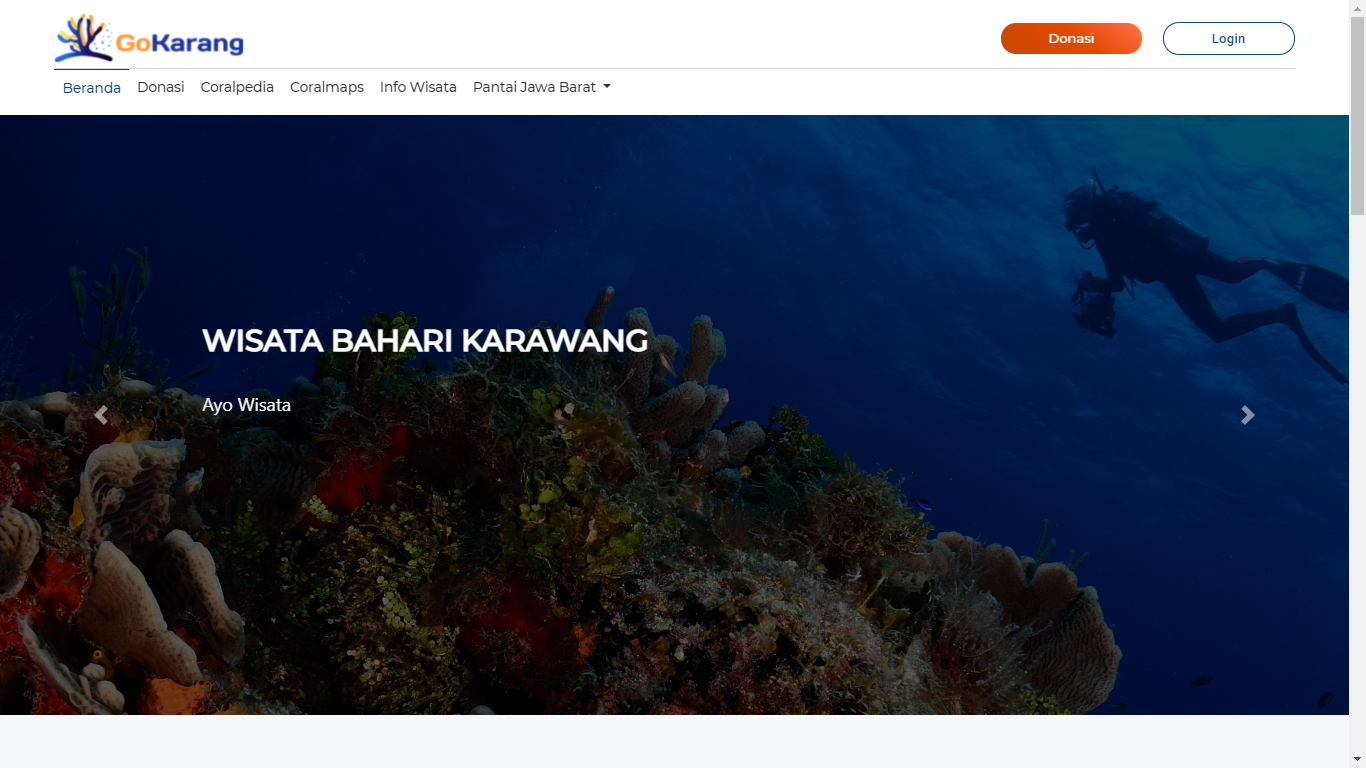 GoKarang
Donasi
Login
Beranda
Donasi
Coralpedia
Coralmaps
Info Wisata
Pantai Jawa Barat
WISATA BAHARI KARAWANG
Ayo Wisata